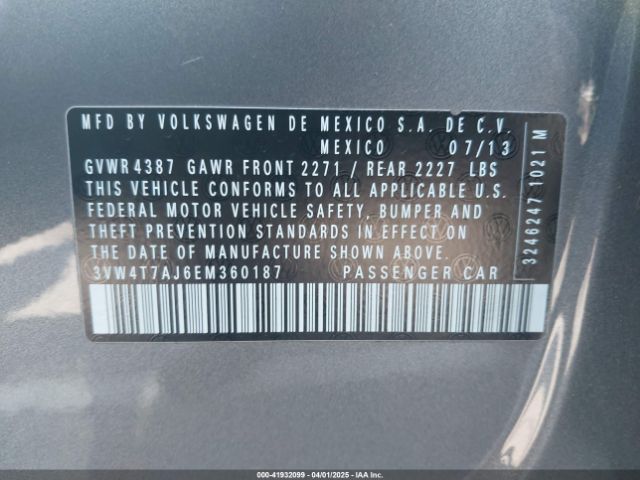 MFD BY VOLKSWAGEN DE MEXICO S.A. DE C.V.
MEXICO 07/13
GVWR 4387 GAWR FRONT 2271 / REAR 2227 LBS
THIS VEHICLE CONFORMS TO ALL APPLICABLE U.S.
FEDERAL MOTOR VEHICLE SAFETY, BUMPER AND
THEFT PREVENTION STANDARDS IN EFFECT ON
THE DATE OF MANUFACTURE SHOWN ABOVE.
3VW4T7AJ6EM360187 PASSENGER CAR
3246247 1021 M
000-41932099 - 04/01/2025 - IAAI.COM